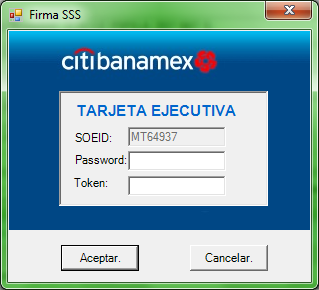 Firma SSS
citibanamex
TARJETA EJECUTIVA
SOEID: MT64937
Password:
Token:
Aceptar. Cancelar.